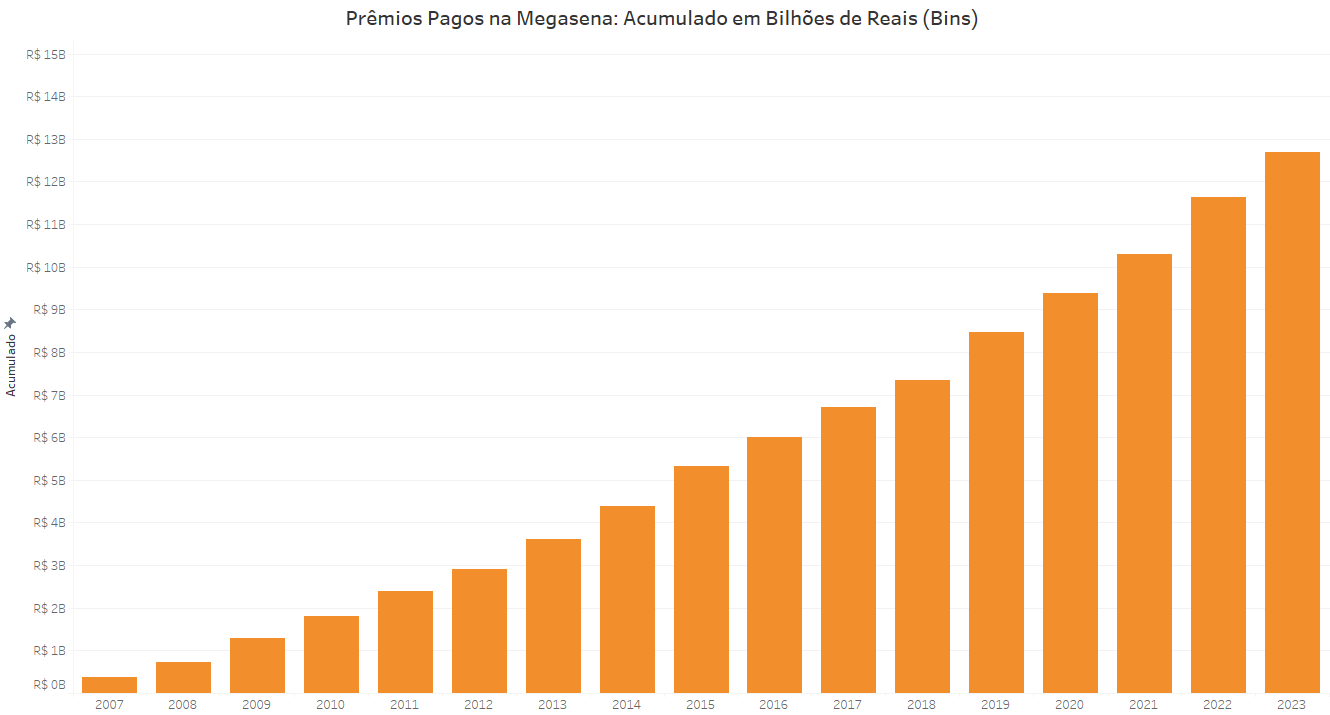 Prêmios Pagos na Megasena: Acumulado em Bilhões de Reais (Bins)
R$ 15B
R$ 14B
R$ 13B
R$ 12B
R$ 11B
R$ 10B
R$ 9B
R$ 8B
R$ 7B
R$ 6B
R$ 5B
R$ 4B
R$ 3B
R$ 2B
R$ 1B
R$ 0B
Acumulado
2007 2008 2009 2010 2011 2012 2013 2014 2015 2016 2017 2018 2019 2020 2021 2022 2023